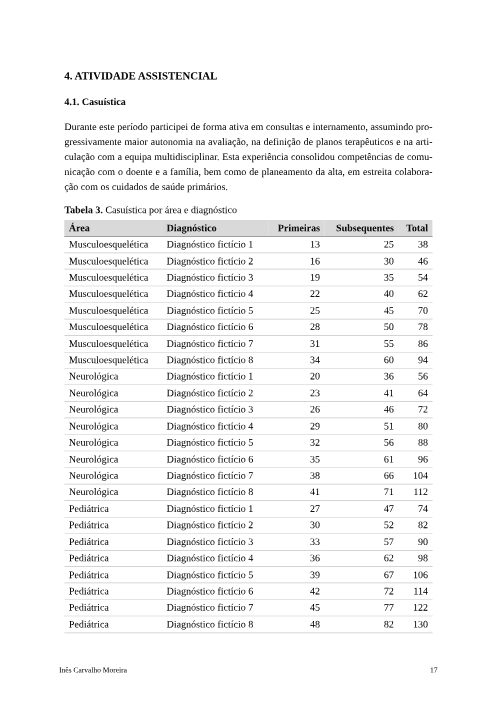 4. ATIVIDADE ASSISTENCIAL
4.1. Casuística
Durante este período participei de forma ativa em consultas e internamento, assumindo pro-
gressivamente maior autonomia na avaliação, na definição de planos terapêuticos e na arti-
culação com a equipa multidisciplinar. Esta experiência consolidou competências de comu-
nicação com o doente e a família, bem como de planeamento da alta, em estreita colabora-
ção com os cuidados de saúde primários.
Tabela 3. Casuística por área e diagnóstico
Área Diagnóstico Primeiras Subsequentes Total
Musculoesquelética Diagnóstico fictício 1 13 25 38
Musculoesquelética Diagnóstico fictício 2 16 30 46
Musculoesquelética Diagnóstico fictício 3 19 35 54
Musculoesquelética Diagnóstico fictício 4 22 40 62
Musculoesquelética Diagnóstico fictício 5 25 45 70
Musculoesquelética Diagnóstico fictício 6 28 50 78
Musculoesquelética Diagnóstico fictício 7 31 55 86
Musculoesquelética Diagnóstico fictício 8 34 60 94
Neurológica Diagnóstico fictício 1 20 36 56
Neurológica Diagnóstico fictício 2 23 41 64
Neurológica Diagnóstico fictício 3 26 46 72
Neurológica Diagnóstico fictício 4 29 51 80
Neurológica Diagnóstico fictício 5 32 56 88
Neurológica Diagnóstico fictício 6 35 61 96
Neurológica Diagnóstico fictício 7 38 66 104
Neurológica Diagnóstico fictício 8 41 71 112
Pediátrica Diagnóstico fictício 1 27 47 74
Pediátrica Diagnóstico fictício 2 30 52 82
Pediátrica Diagnóstico fictício 3 33 57 90
Pediátrica Diagnóstico fictício 4 36 62 98
Pediátrica Diagnóstico fictício 5 39 67 106
Pediátrica Diagnóstico fictício 6 42 72 114
Pediátrica Diagnóstico fictício 7 45 77 122
Pediátrica Diagnóstico fictício 8 48 82 130
Inês Carvalho Moreira 17